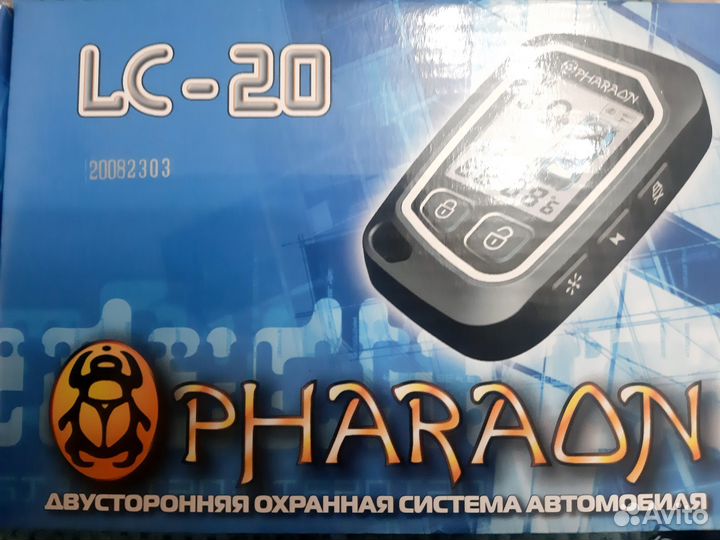 LC-20
20082303
PHARAON
PHARAON
ДВУСТОРОННЯЯ ОХРАННАЯ СИСТЕМА АВТОМОБИЛЯ
Avito